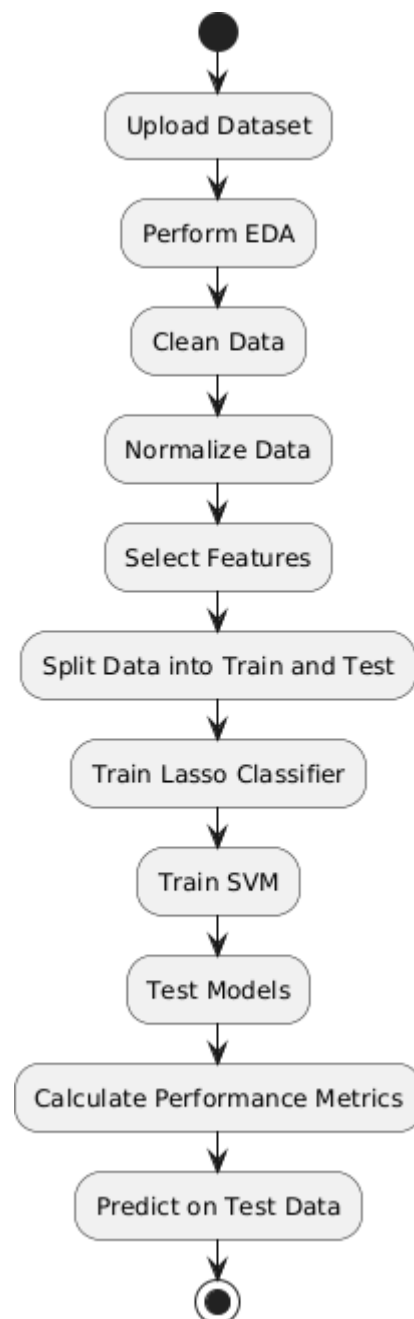 Upload Dataset
Perform EDA
Clean Data
Normalize Data
Select Features
Split Data into Train and Test
Train Lasso Classifier
Train SVM
Test Models
Calculate Performance Metrics
Predict on Test Data